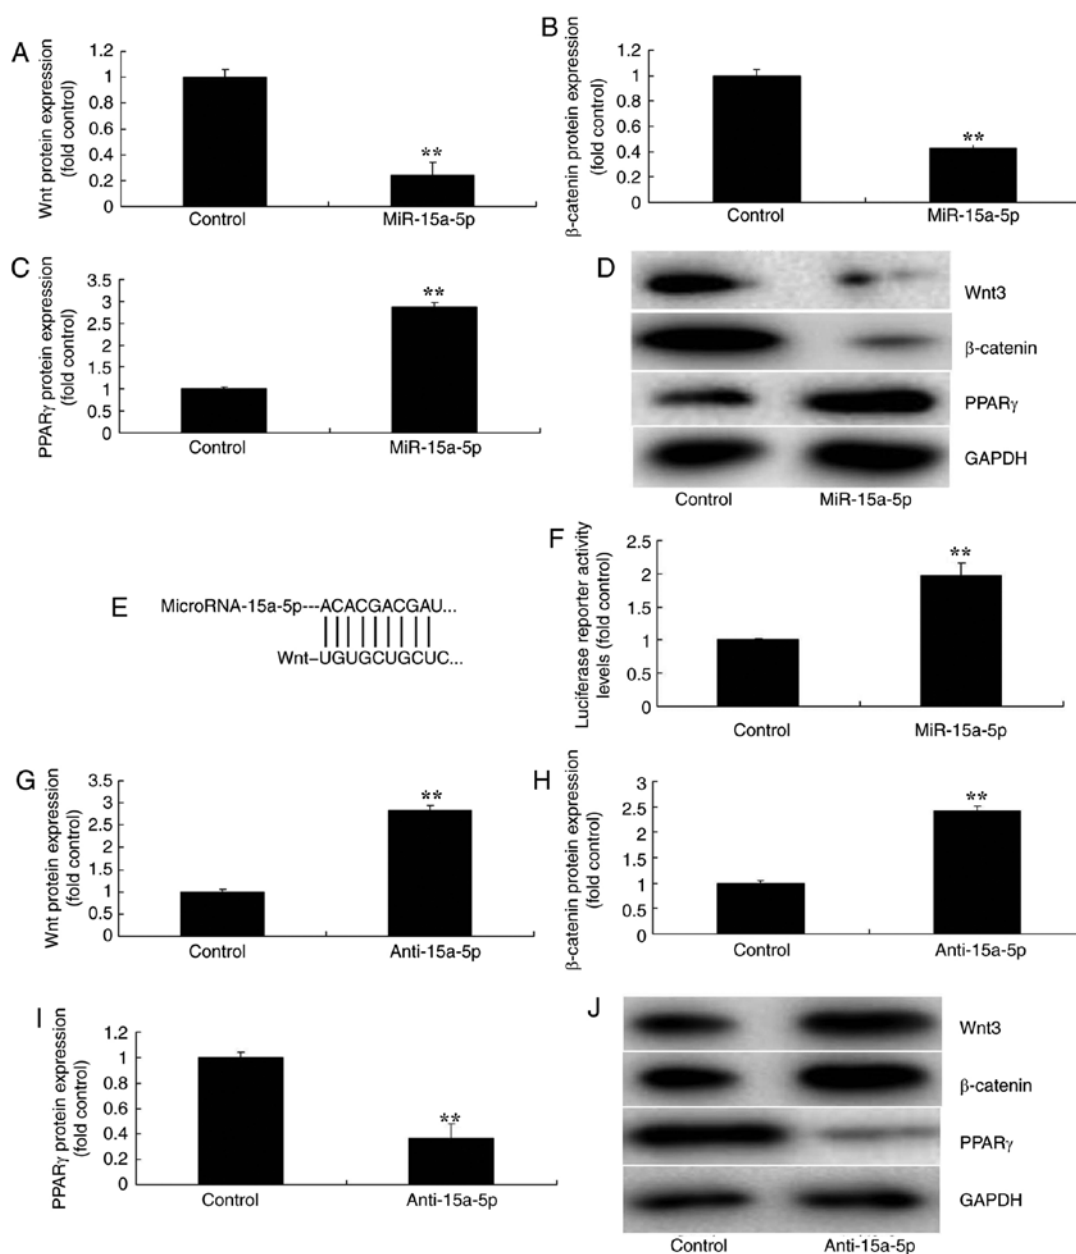 A
Wnt protein expression
(fold control)
1.2
1
0.8
0.6
0.4
0.2
0
**
Control
MiR-15a-5p
B
β-catenin protein expression
(fold control)
1.2
1
0.8
0.6
0.4
0.2
0
**
Control
MiR-15a-5p
C
PPARγ protein expression
(fold control)
3.5
3
2.5
2
1.5
1
0.5
0
**
Control
MiR-15a-5p
D
Wnt3
β-catenin
PPARγ
GAPDH
Control
MiR-15a-5p
E
MicroRNA-15a-5p---ACACGACGAU...
Wnt–UGUGCUGCUC...
F
Luciferase reporter activity
levels (fold control)
2.5
2
1.5
1
0.5
0
**
Control
MiR-15a-5p
G
Wnt protein expression
(fold control)
3.5
3
2.5
2
1.5
1
0.5
0
**
Control
Anti-15a-5p
H
β-catenin protein expression
(fold control)
3
2.5
2
1.5
1
0.5
0
**
Control
Anti-15a-5p
I
PPARγ protein expression
(fold control)
1.2
1
0.8
0.6
0.4
0.2
0
**
Control
Anti-15a-5p
J
Wnt3
β-catenin
PPARγ
GAPDH
Control
Anti-15a-5p